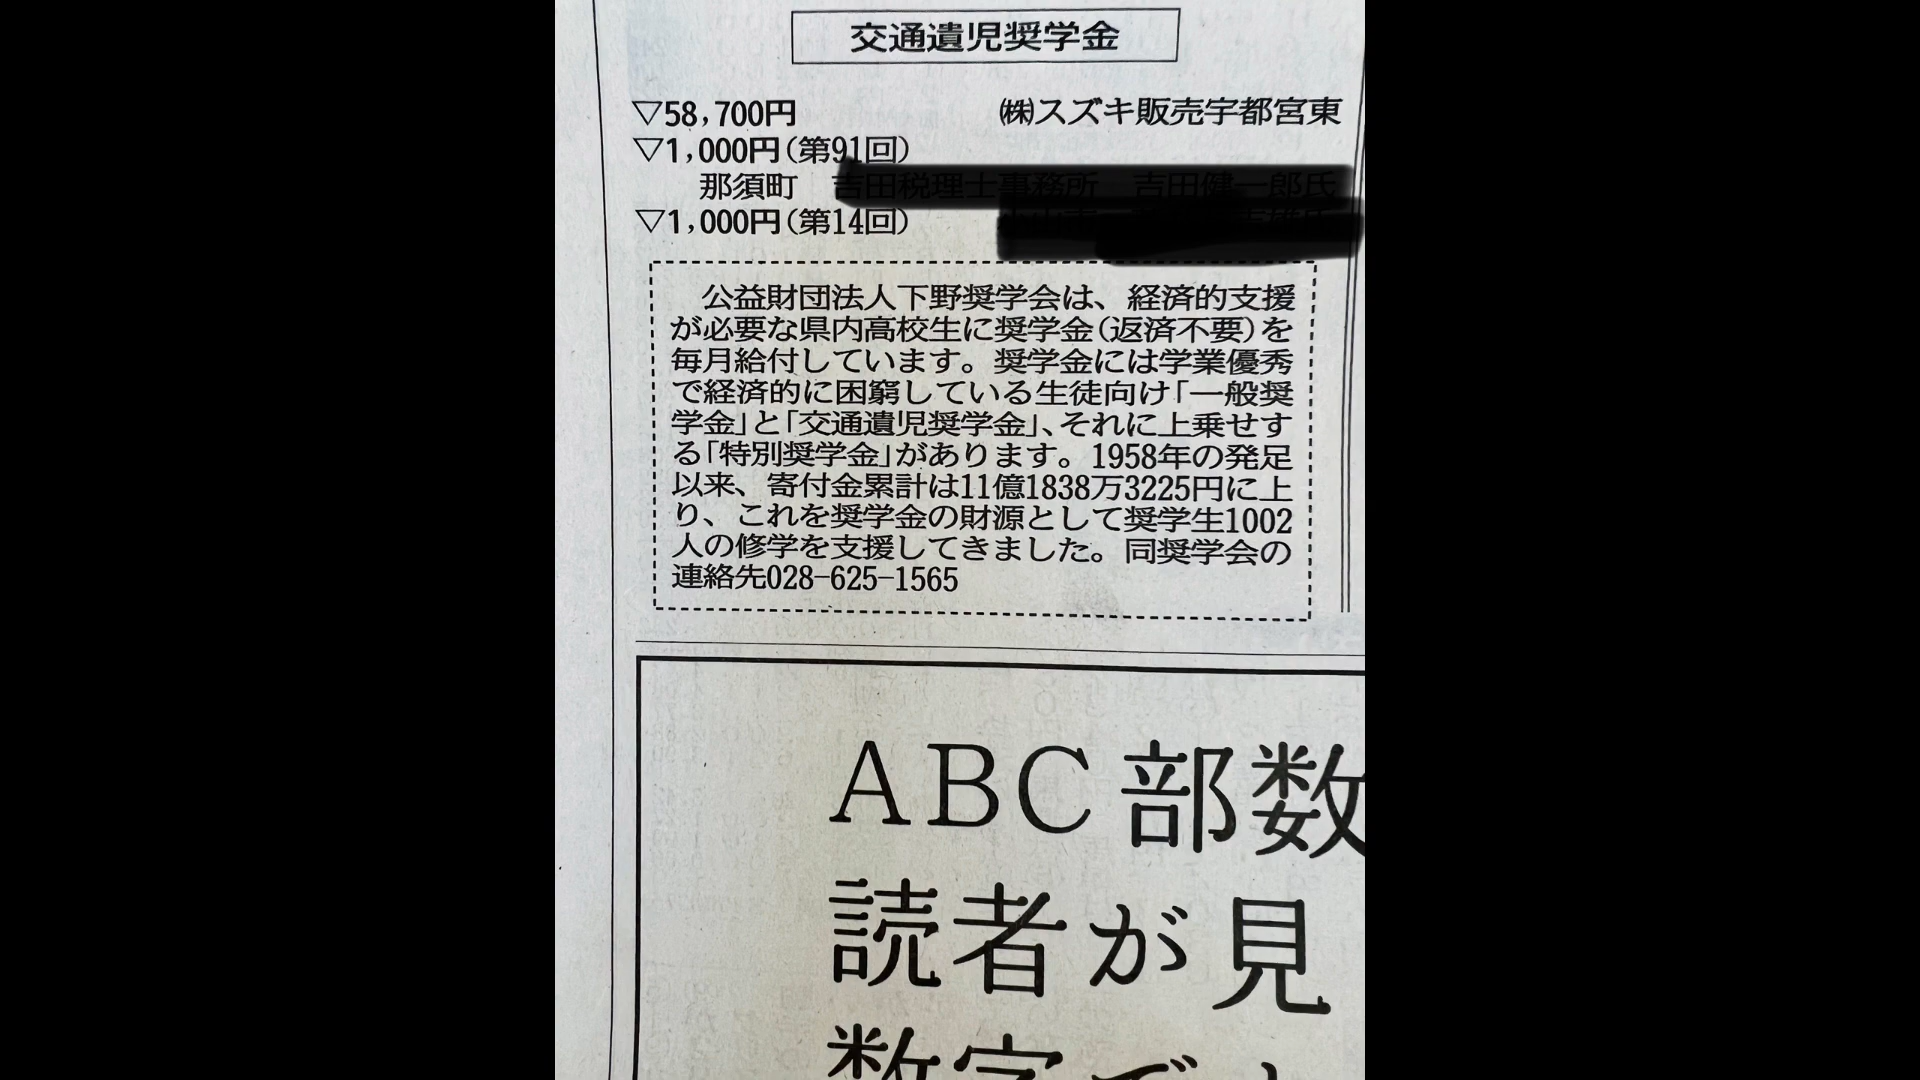 交通遺児奨学金
▽58,700円 ㈱スズキ販売宇都宮東
▽1,000円(第91回)
那須町
▽1,000円(第14回)
公益財団法人下野奨学会は、経済的支援
が必要な県内高校生に奨学金(返済不要)を
毎月給付しています。奨学金には学業優秀
で経済的に困窮している生徒向け｢一般奨
学金｣と｢交通遺児奨学金｣、それに上乗せす
る｢特別奨学金｣があります。1958年の発足
以来、寄付金累計は11億1838万3225円に上
り、これを奨学金の財源として奨学生1002
人の修学を支援してきました。同奨学会の
連絡先028-625-1565
ABC部数
読者が見
数字で